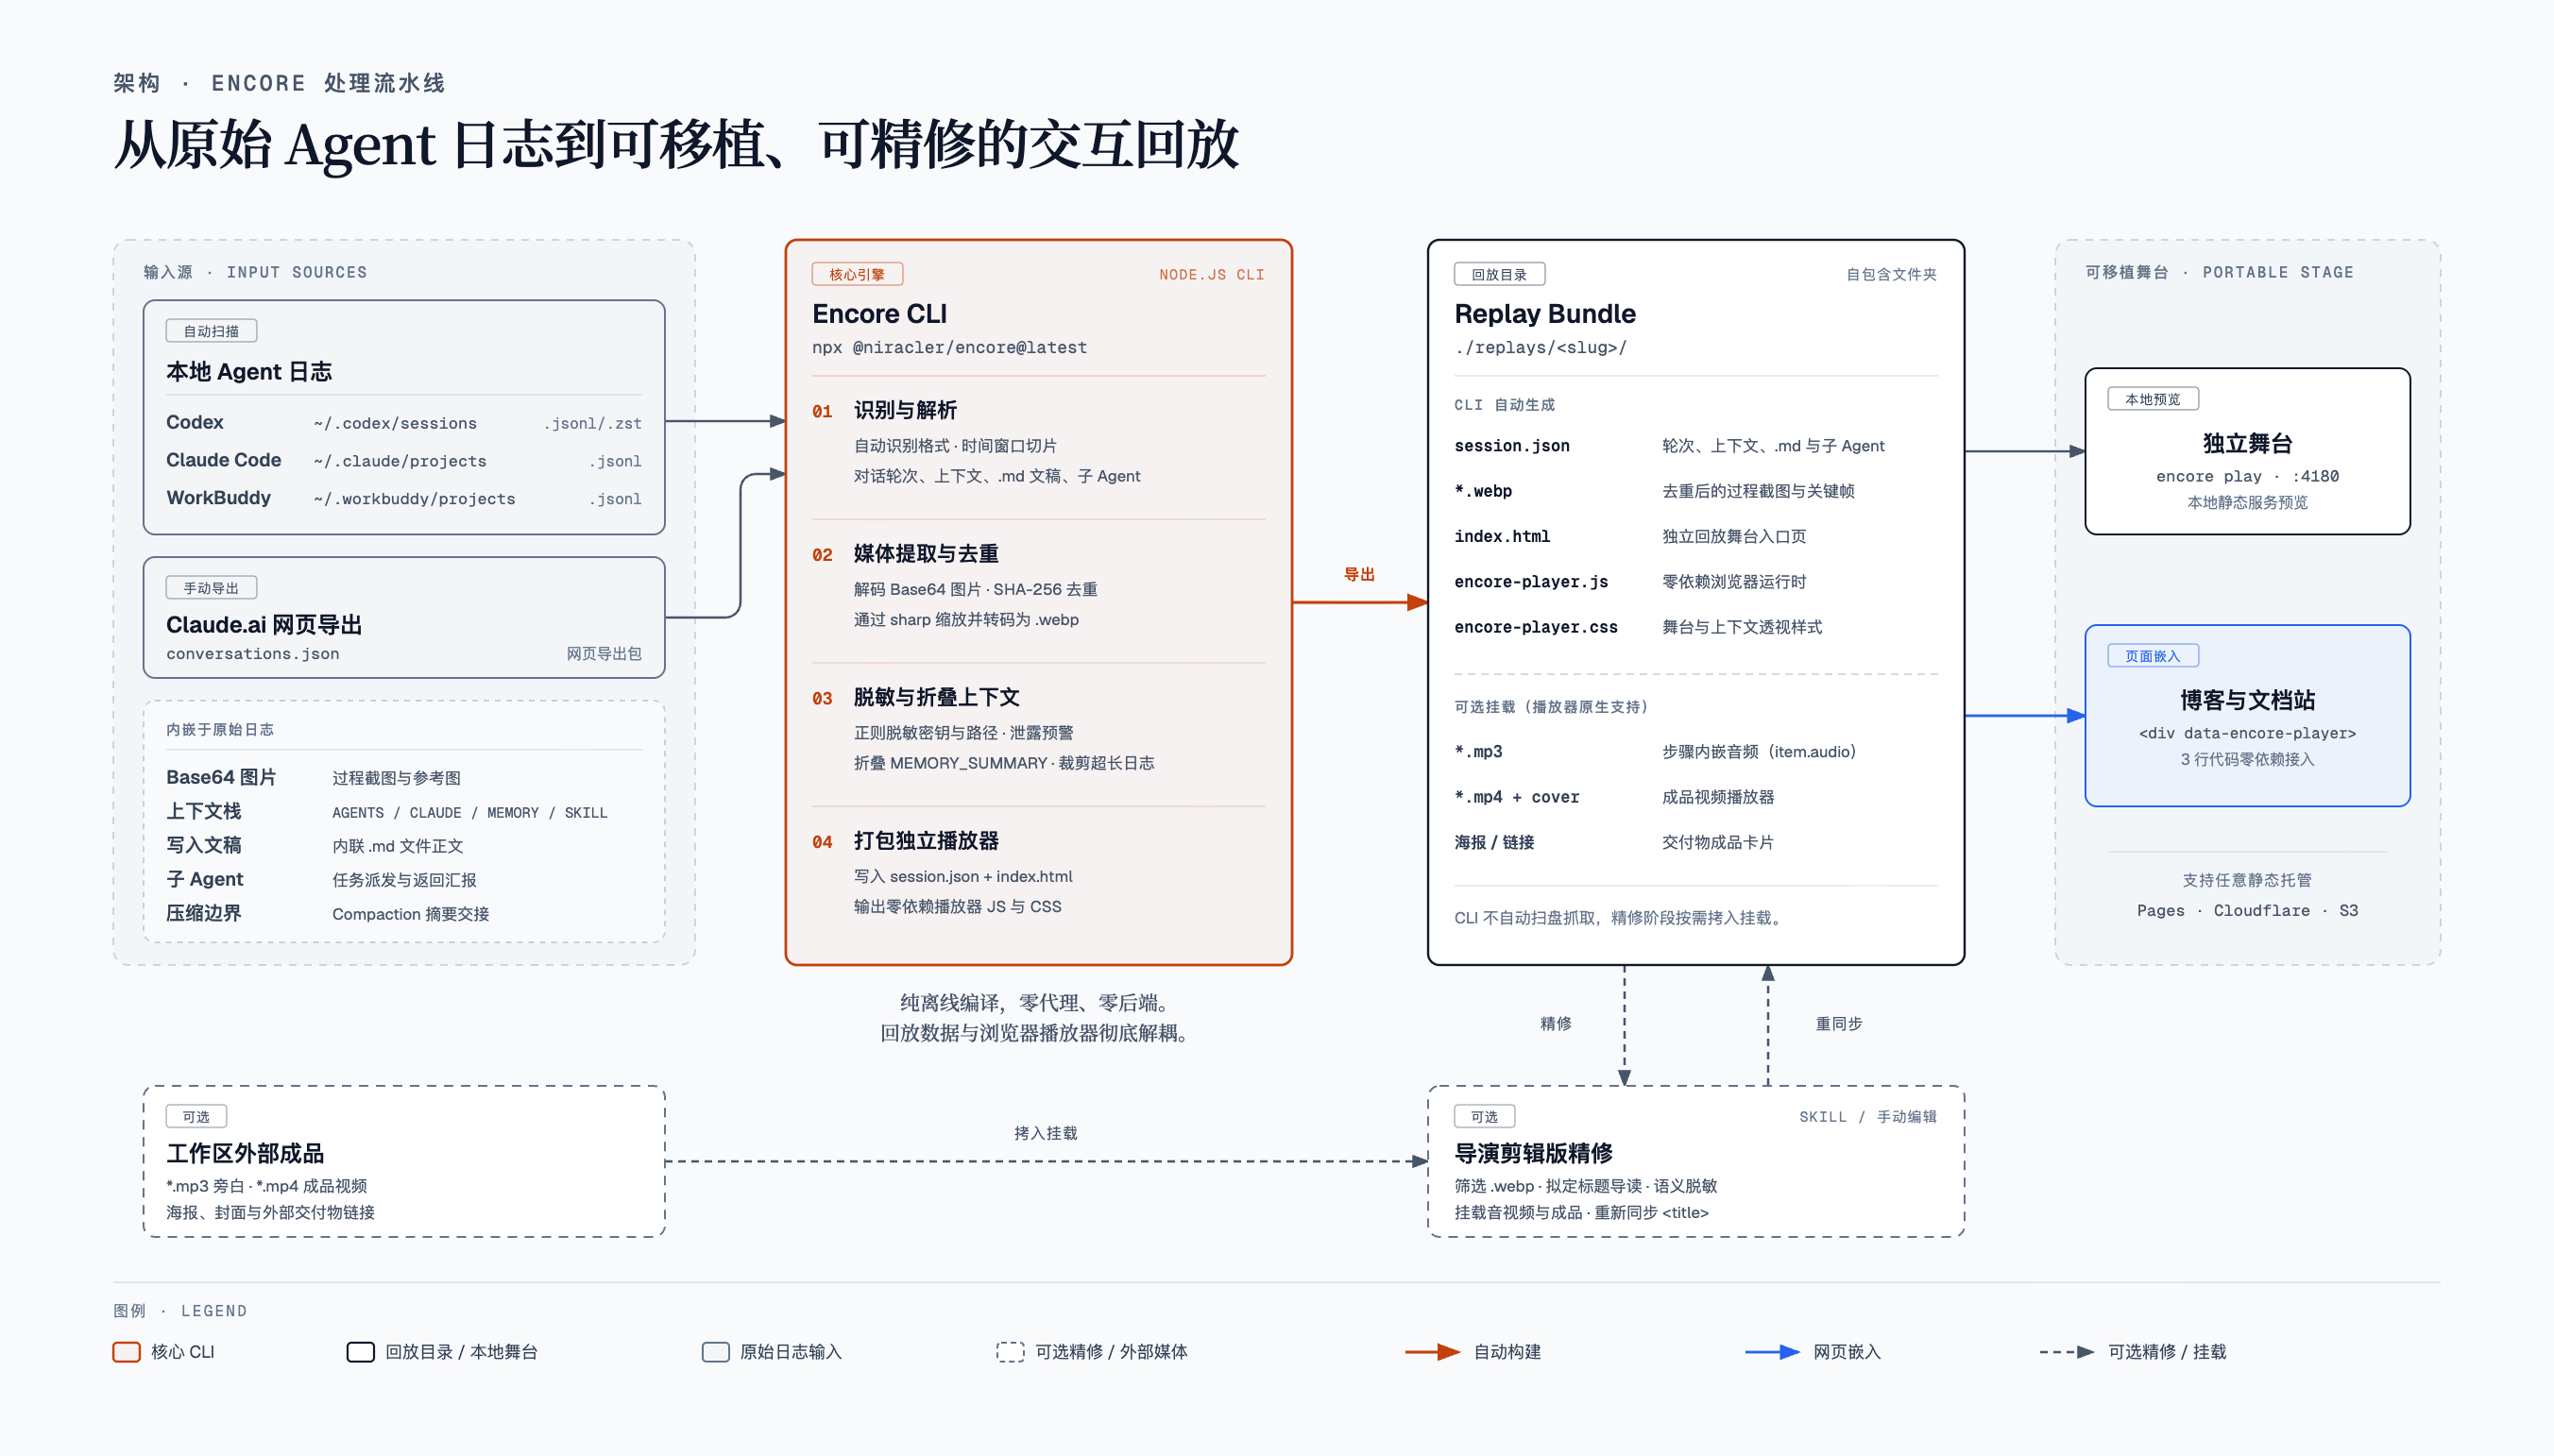 架构 · ENCORE 处理流水线
从原始 Agent 日志到可移植、可精修的交互回放
输入源 · INPUT SOURCES
自动扫描
本地 Agent 日志
Codex ~/.codex/sessions .jsonl/.zst
Claude Code ~/.claude/projects .jsonl
WorkBuddy ~/.workbuddy/projects .jsonl
手动导出
Claude.ai 网页导出
conversations.json 网页导出包
内嵌于原始日志
Base64 图片 过程截图与参考图
上下文栈 AGENTS / CLAUDE / MEMORY / SKILL
写入文稿 内联 .md 文件正文
子 Agent 任务派发与返回汇报
压缩边界 Compaction 摘要交接
核心引擎 NODE.JS CLI
Encore CLI
npx @niracler/encore@latest
01 识别与解析
自动识别格式 · 时间窗口切片
对话轮次、上下文、.md 文稿、子 Agent
02 媒体提取与去重
解码 Base64 图片 · SHA-256 去重
通过 sharp 缩放并转码为 .webp
03 脱敏与折叠上下文
正则脱敏密钥与路径 · 泄露预警
折叠 MEMORY_SUMMARY · 裁剪超长日志
04 打包独立播放器
写入 session.json + index.html
输出零依赖播放器 JS 与 CSS
纯离线编译，零代理、零后端。
回放数据与浏览器播放器彻底解耦。
导出
回放目录 自包含文件夹
Replay Bundle
./replays/<slug>/
CLI 自动生成
session.json 轮次、上下文、.md 与子 Agent
*.webp 去重后的过程截图与关键帧
index.html 独立回放舞台入口页
encore-player.js 零依赖浏览器运行时
encore-player.css 舞台与上下文透视样式
可选挂载（播放器原生支持）
*.mp3 步骤内嵌音频（item.audio）
*.mp4 + cover 成品视频播放器
海报 / 链接 交付物成品卡片
CLI 不自动扫盘抓取，精修阶段按需拷入挂载。
可移植舞台 · PORTABLE STAGE
本地预览
独立舞台
encore play · :4180
本地静态服务预览
页面嵌入
博客与文档站
<div data-encore-player>
3 行代码零依赖接入
支持任意静态托管
Pages · Cloudflare · S3
精修 重同步
可选
工作区外部成品
*.mp3 旁白 · *.mp4 成品视频
海报、封面与外部交付物链接
拷入挂载
可选 SKILL / 手动编辑
导演剪辑版精修
筛选 .webp · 拟定标题导读 · 语义脱敏
挂载音视频与成品 · 重新同步 <title>
图例 · LEGEND
核心 CLI 回放目录 / 本地舞台 原始日志输入 可选精修 / 外部媒体 自动构建 网页嵌入 可选精修 / 挂载